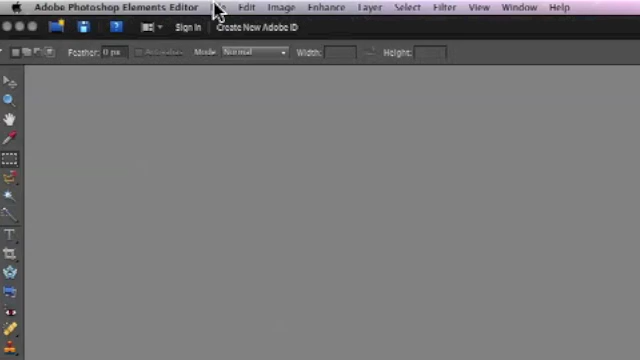 Adobe Photoshop Elements Editor Edit Image Enhance Layer Select Filter View Window Help
Sign In Create New Adobe ID
Feather: 0 px Mode: Normal Width: Height: